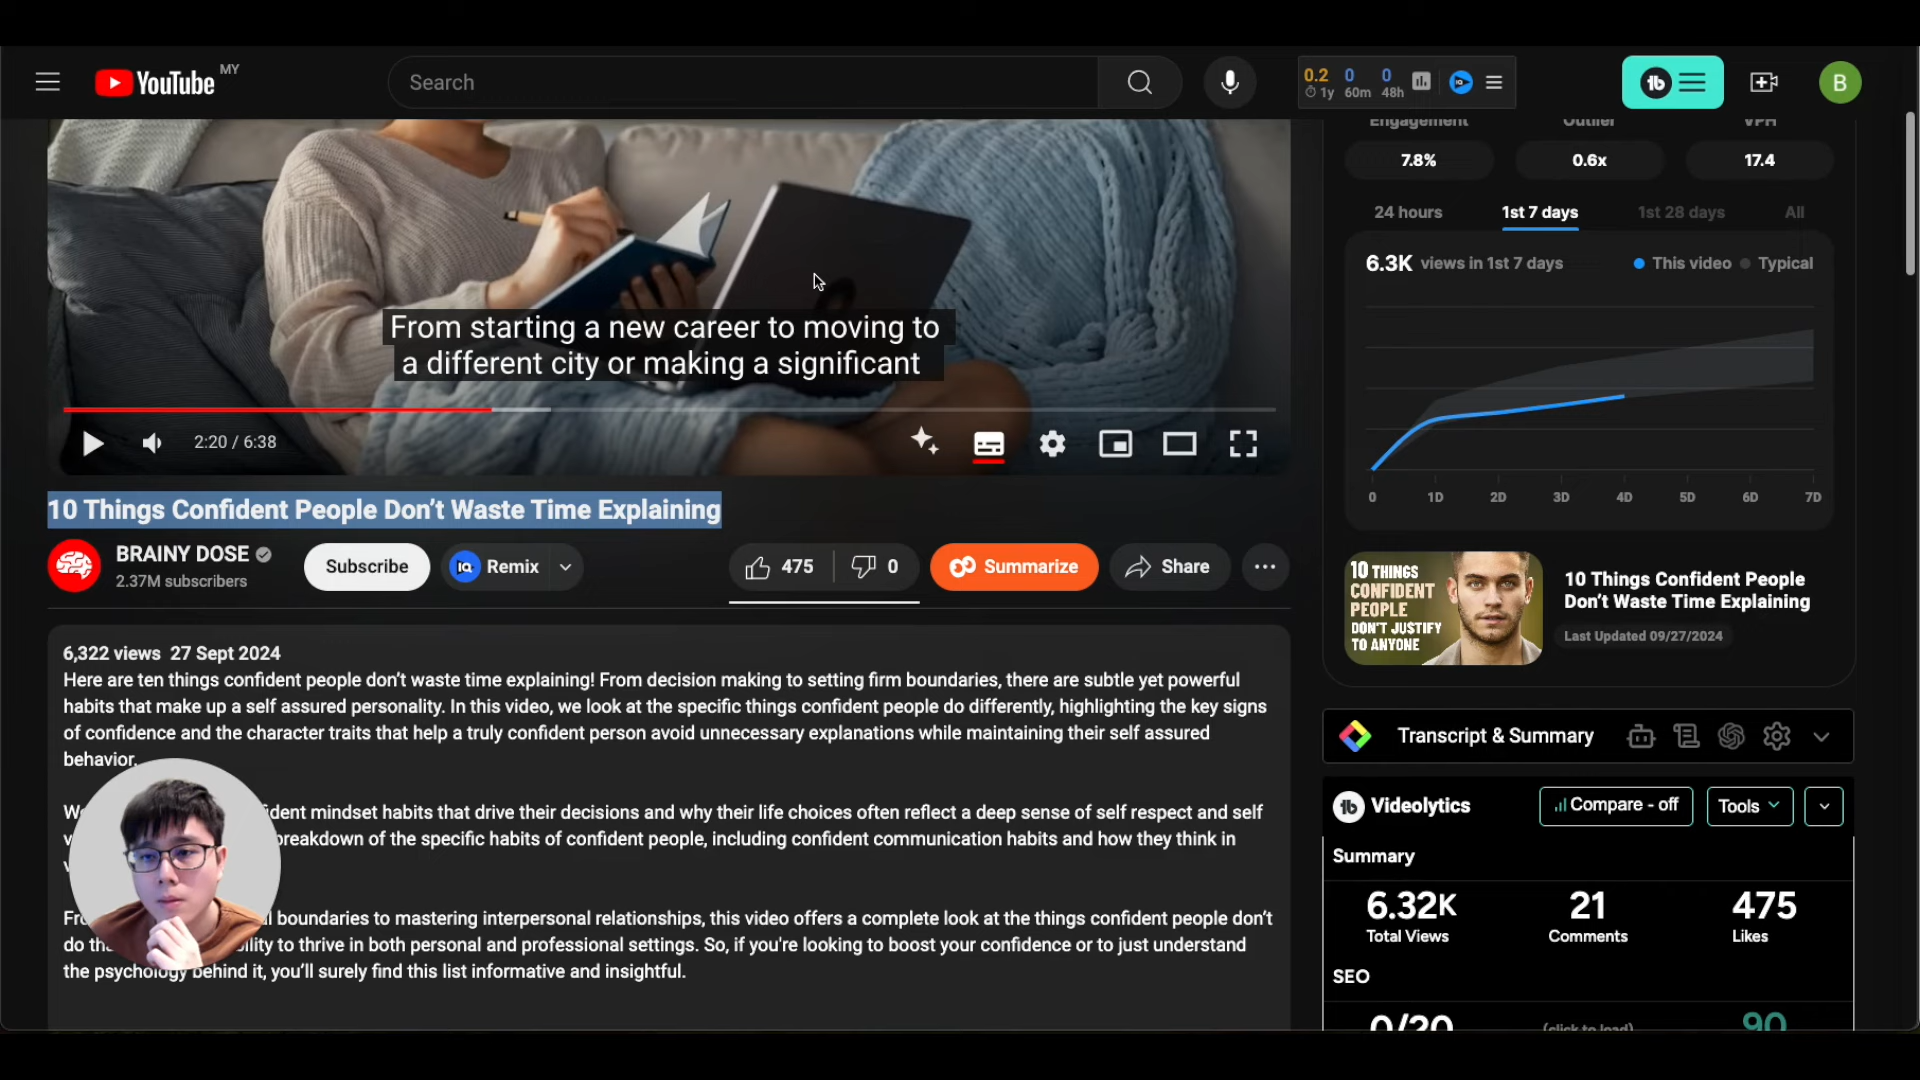 YouTube MY
Search
0.2 0 0
1y 60m 48h
B
Engagement Outlier VPH
7.8% 0.6x 17.4
24 hours 1st 7 days 1st 28 days All
6.3K views in 1st 7 days This video Typical
0 1D 2D 3D 4D 5D 6D 7D
From starting a new career to moving to
a different city or making a significant
2:20 / 6:38
10 Things Confident People Don’t Waste Time Explaining
BRAINY DOSE
2.37M subscribers
Subscribe
IQ Remix
475 0
Summarize
Share
10 THINGS
CONFIDENT
PEOPLE
DON'T JUSTIFY
TO ANYONE
10 Things Confident People
Don’t Waste Time Explaining
Last Updated 09/27/2024
6,322 views 27 Sept 2024
Here are ten things confident people don’t waste time explaining! From decision making to setting firm boundaries, there are subtle yet powerful
habits that make up a self assured personality. In this video, we look at the specific things confident people do differently, highlighting the key signs
of confidence and the character traits that help a truly confident person avoid unnecessary explanations while maintaining their self assured
behavior.
mindset habits that drive their decisions and why their life choices often reflect a deep sense of self respect and self
breakdown of the specific habits of confident people, including confident communication habits and how they think in
boundaries to mastering interpersonal relationships, this video offers a complete look at the things confident people don’t
do to thrive in both personal and professional settings. So, if you're looking to boost your confidence or to just understand
the psychology behind it, you’ll surely find this list informative and insightful.
Transcript & Summary
Videolytics Compare - off Tools
Summary
6.32K 21 475
Total Views Comments Likes
SEO
0/20 (click to load) 90